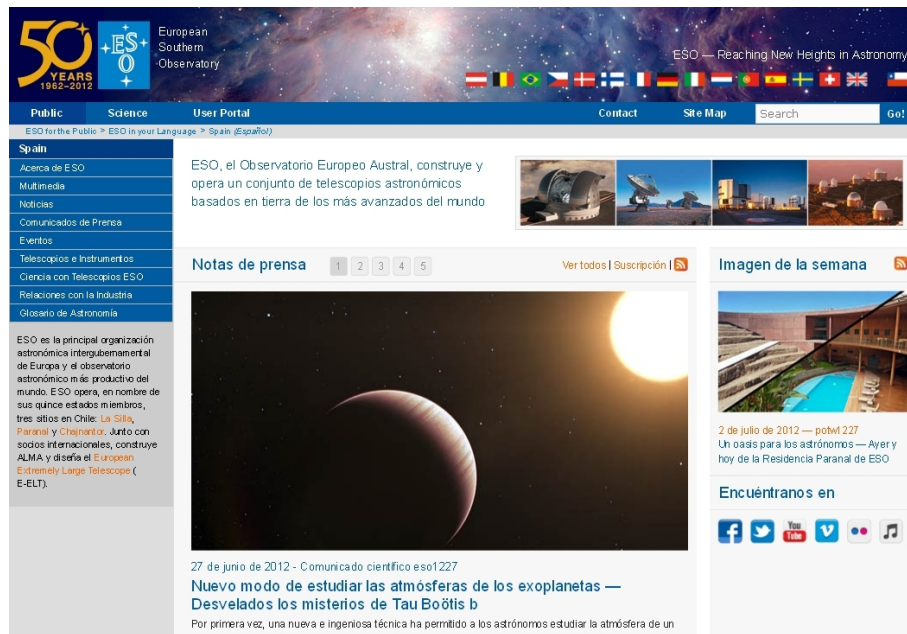 50
YEARS
1962-2012
ES
O
European
Southern
Observatory
ESO — Reaching New Heights in Astronomy
Public Science User Portal Contact Site Map Search Go!
ESO for the Public > ESO in your Language > Spain (Español)
Spain
Acerca de ESO
Multimedia
Noticias
Comunicados de Prensa
Eventos
Telescopios e Instrumentos
Ciencia con Telescopios ESO
Relaciones con la Industria
Glosario de Astronomía
ESO es la principal organización
astronómica intergubernamental
de Europa y el observatorio
astronómico más productivo del
mundo. ESO opera, en nombre de
sus quince estados miembros,
tres sitios en Chile: La Silla,
Paranal y Chajnantor. Junto con
socios internacionales, construye
ALMA y diseña el European
Extremely Large Telescope (
E-ELT).
ESO, el Observatorio Europeo Austral, construye y
opera un conjunto de telescopios astronómicos
basados en tierra de los más avanzados del mundo
Notas de prensa 1 2 3 4 5 Ver todos | Suscripción |
27 de junio de 2012 - Comunicado científico eso1227
Nuevo modo de estudiar las atmósferas de los exoplanetas —
Desvelados los misterios de Tau Boötis b
Por primera vez, una nueva e ingeniosa técnica ha permitido a los astrónomos estudiar la atmósfera de un
Imagen de la semana
2 de julio de 2012 — potw1227
Un oasis para los astrónomos — Ayer y
hoy de la Residencia Paranal de ESO
Encuéntranos en
You
Tube